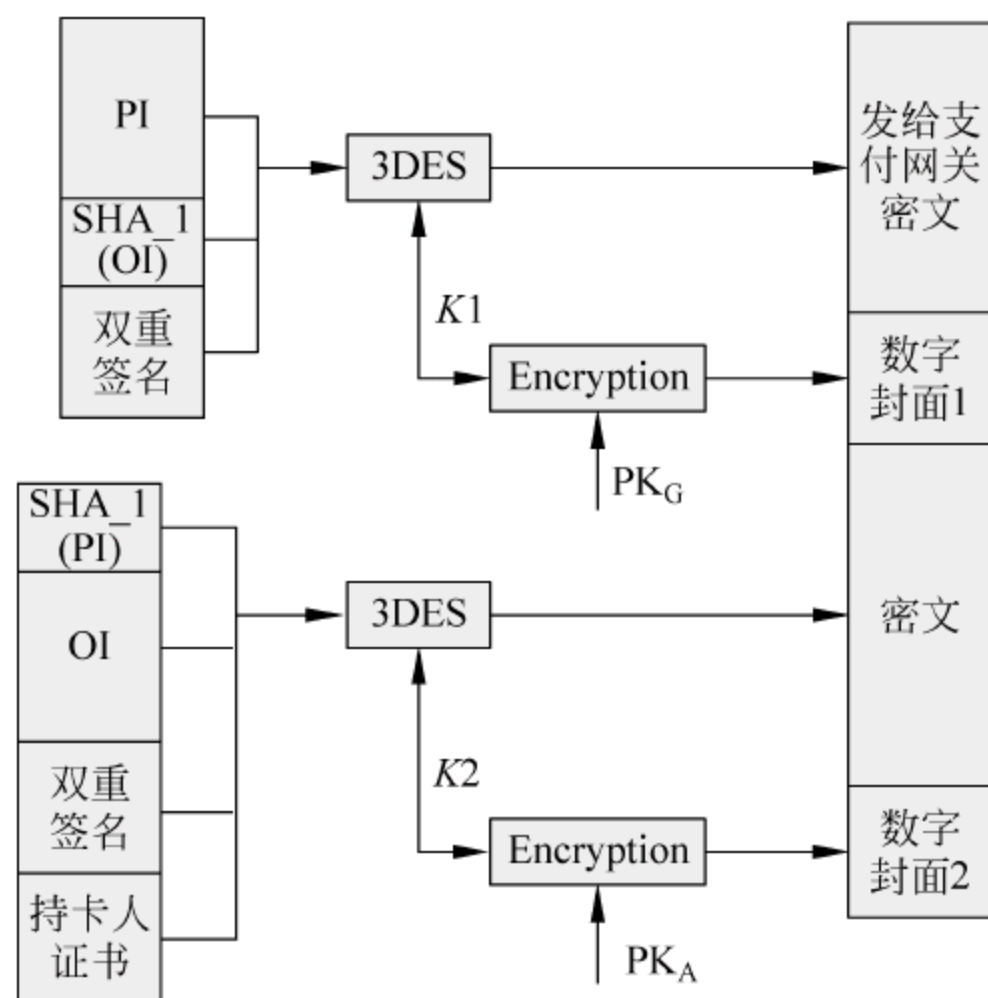 PI
SHA_1
(OI)
双重
签名
3DES
K1
Encryption
PK_G
发给支
付网关
密文
数字
封面1
SHA_1
(PI)
OI
双重
签名
持卡人
证书
3DES
K2
Encryption
PK_A
密文
数字
封面2